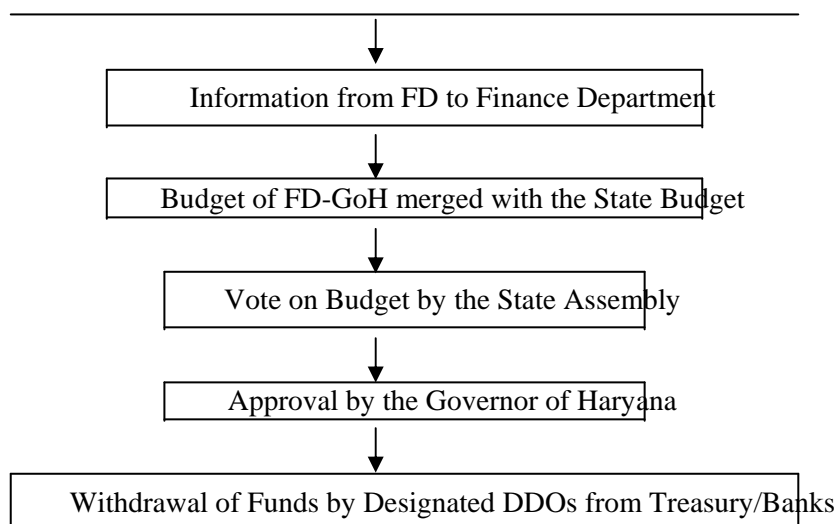 Information from FD to Finance Department
Budget of FD-GoH merged with the State Budget
Vote on Budget by the State Assembly
Approval by the Governor of Haryana
Withdrawal of Funds by Designated DDOs from Treasury/Banks